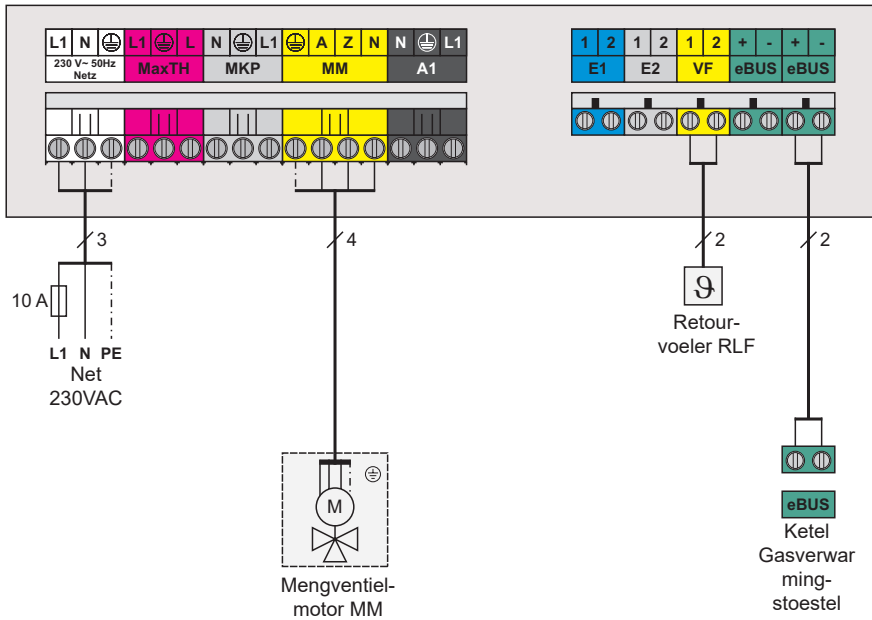 L1 N L1 L N L1 A Z N N L1
230 V~ 50Hz
Netz
MaxTH MKP MM A1
1 2 1 2 1 2 + - + -
E1 E2 VF eBUS eBUS
3
4
2
2
10 A
L1 N PE
Net
230VAC
ϑ
Retour-
voeler RLF
M
Mengventiel-
motor MM
eBUS
Ketel
Gasverwar
ming-
stoestel